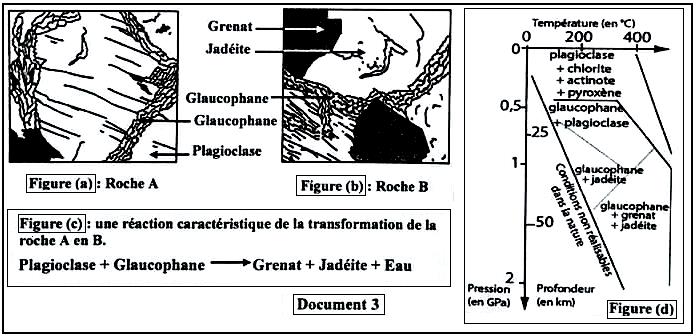 Grenat
Jadéite
Glaucophane
Glaucophane
Plagioclase
Figure (a) : Roche A
Figure (b) : Roche B
Figure (c) : une réaction caractéristique de la transformation de la
roche A en B.
Plagioclase + Glaucophane ⟶ Grenat + Jadéite + Eau
Document 3
Température (en °C)
0 200 400
0
plagioclase
+ chlorite
+ actinote
+ pyroxène
0,5
glaucophane
+ plagioclase
25
1
glaucophane
+ jadéite
glaucophane
+ grenat
+ jadéite
50
Conditions non réalisables
dans la nature
2
Pression
(en GPa)
Profondeur
(en km)
Figure (d)